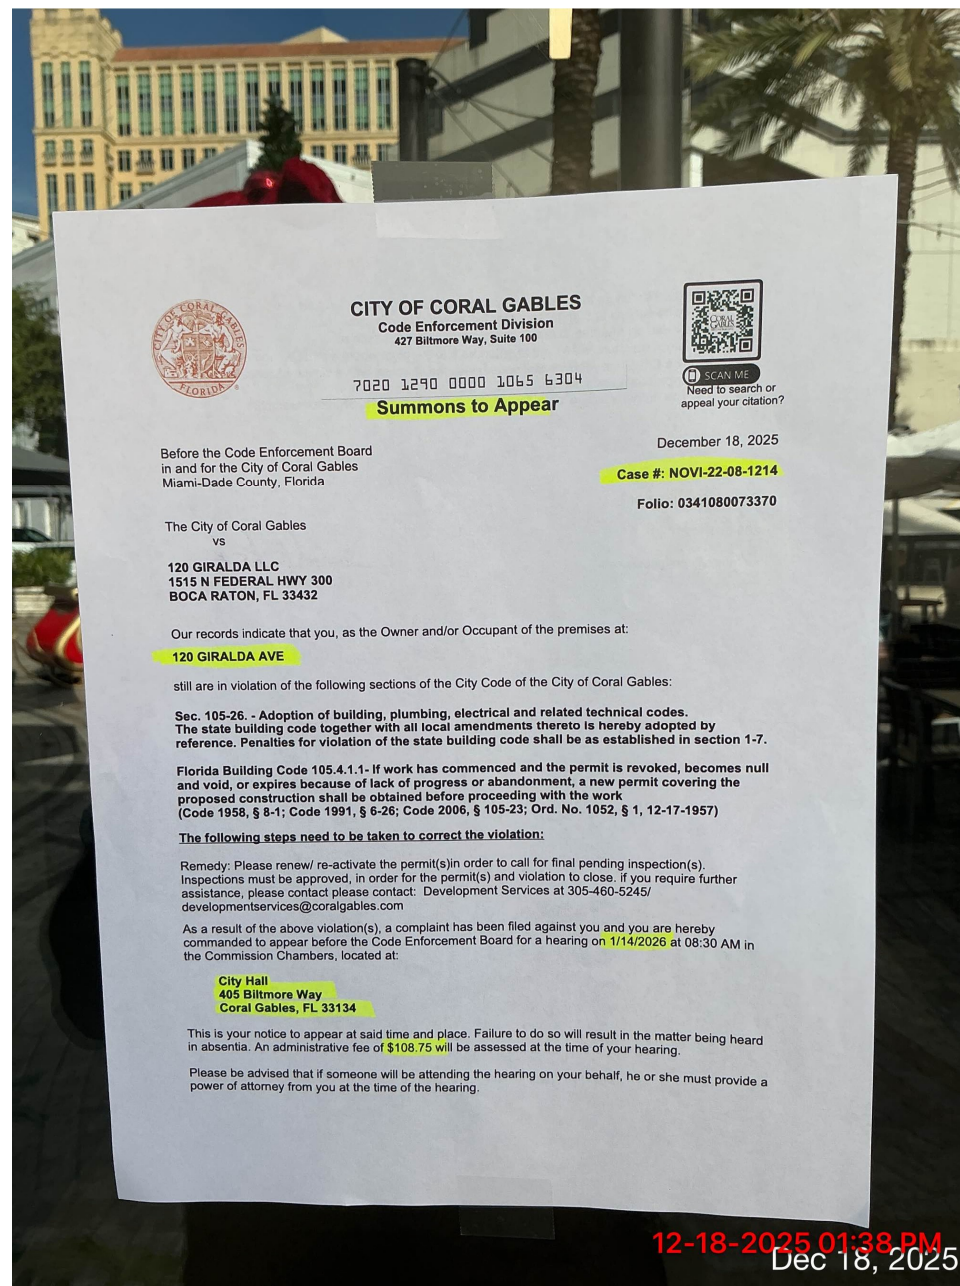 CITY OF CORAL GABLES
FLORIDA
CITY OF CORAL GABLES
Code Enforcement Division
427 Biltmore Way, Suite 100
7020 1290 0000 1065 6304
Summons to Appear
CORAL GABLES
SCAN ME
Need to search or
appeal your citation?
Before the Code Enforcement Board
in and for the City of Coral Gables
Miami-Dade County, Florida
December 18, 2025
Case #: NOVI-22-08-1214
Folio: 0341080073370
The City of Coral Gables
vs
120 GIRALDA LLC
1515 N FEDERAL HWY 300
BOCA RATON, FL 33432
Our records indicate that you, as the Owner and/or Occupant of the premises at:
120 GIRALDA AVE
still are in violation of the following sections of the City Code of the City of Coral Gables:
Sec. 105-26. - Adoption of building, plumbing, electrical and related technical codes.
The state building code together with all local amendments thereto is hereby adopted by
reference. Penalties for violation of the state building code shall be as established in section 1-7.
Florida Building Code 105.4.1.1- If work has commenced and the permit is revoked, becomes null
and void, or expires because of lack of progress or abandonment, a new permit covering the
proposed construction shall be obtained before proceeding with the work
(Code 1958, § 8-1; Code 1991, § 6-26; Code 2006, § 105-23; Ord. No. 1052, § 1, 12-17-1957)
The following steps need to be taken to correct the violation:
Remedy: Please renew/ re-activate the permit(s)in order to call for final pending inspection(s).
Inspections must be approved, in order for the permit(s) and violation to close. if you require further
assistance, please contact please contact: Development Services at 305-460-5245/
developmentservices@coralgables.com
As a result of the above violation(s), a complaint has been filed against you and you are hereby
commanded to appear before the Code Enforcement Board for a hearing on 1/14/2026 at 08:30 AM in
the Commission Chambers, located at:
City Hall
405 Biltmore Way
Coral Gables, FL 33134
This is your notice to appear at said time and place. Failure to do so will result in the matter being heard
in absentia. An administrative fee of $108.75 will be assessed at the time of your hearing.
Please be advised that if someone will be attending the hearing on your behalf, he or she must provide a
power of attorney from you at the time of the hearing.
12-18-2025 01:38 PM
Dec 18, 2025